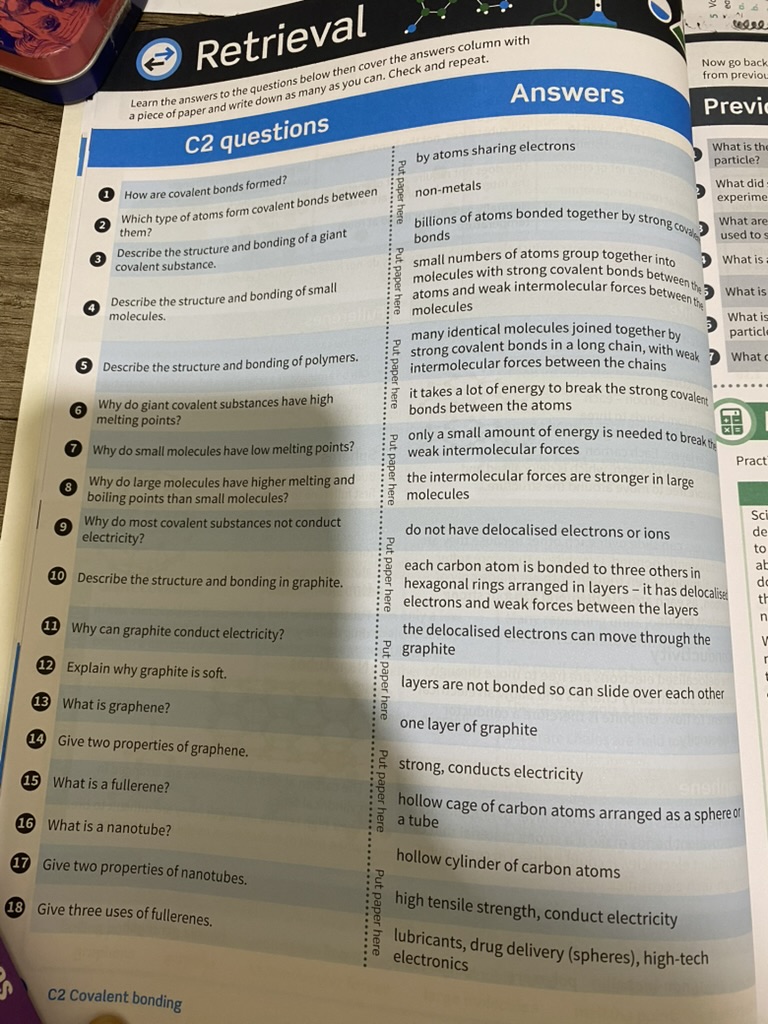 Retrieval
Learn the answers to the questions below then cover the answers column with
a piece of paper and write down as many as you can. Check and repeat.
C2 questions
Answers
1 How are covalent bonds formed?
by atoms sharing electrons
2 Which type of atoms form covalent bonds between
them?
non-metals
3 Describe the structure and bonding of a giant
covalent substance.
billions of atoms bonded together by strong covalent
bonds
4 Describe the structure and bonding of small
molecules.
small numbers of atoms group together into
molecules with strong covalent bonds between the
atoms and weak intermolecular forces between the
molecules
5 Describe the structure and bonding of polymers.
many identical molecules joined together by
strong covalent bonds in a long chain, with weak
intermolecular forces between the chains
6 Why do giant covalent substances have high
melting points?
it takes a lot of energy to break the strong covalent
bonds between the atoms
7 Why do small molecules have low melting points?
only a small amount of energy is needed to break the
weak intermolecular forces
8 Why do large molecules have higher melting and
boiling points than small molecules?
the intermolecular forces are stronger in large
molecules
9 Why do most covalent substances not conduct
electricity?
do not have delocalised electrons or ions
10 Describe the structure and bonding in graphite.
each carbon atom is bonded to three others in
hexagonal rings arranged in layers – it has delocalised
electrons and weak forces between the layers
11 Why can graphite conduct electricity?
the delocalised electrons can move through the
graphite
12 Explain why graphite is soft.
layers are not bonded so can slide over each other
13 What is graphene?
one layer of graphite
14 Give two properties of graphene.
strong, conducts electricity
15 What is a fullerene?
hollow cage of carbon atoms arranged as a sphere or
a tube
16 What is a nanotube?
hollow cylinder of carbon atoms
17 Give two properties of nanotubes.
high tensile strength, conduct electricity
18 Give three uses of fullerenes.
lubricants, drug delivery (spheres), high-tech
electronics
Put paper here
Put paper here
Put paper here
Put paper here
Put paper here
Put paper here
Put paper here
Put paper here
C2 Covalent bonding
Now go back
from previou
Previ
What is the
particle?
What did
experime
What are
used to s
What is
What is
What is
particle
What
Pract
Sci
de
to